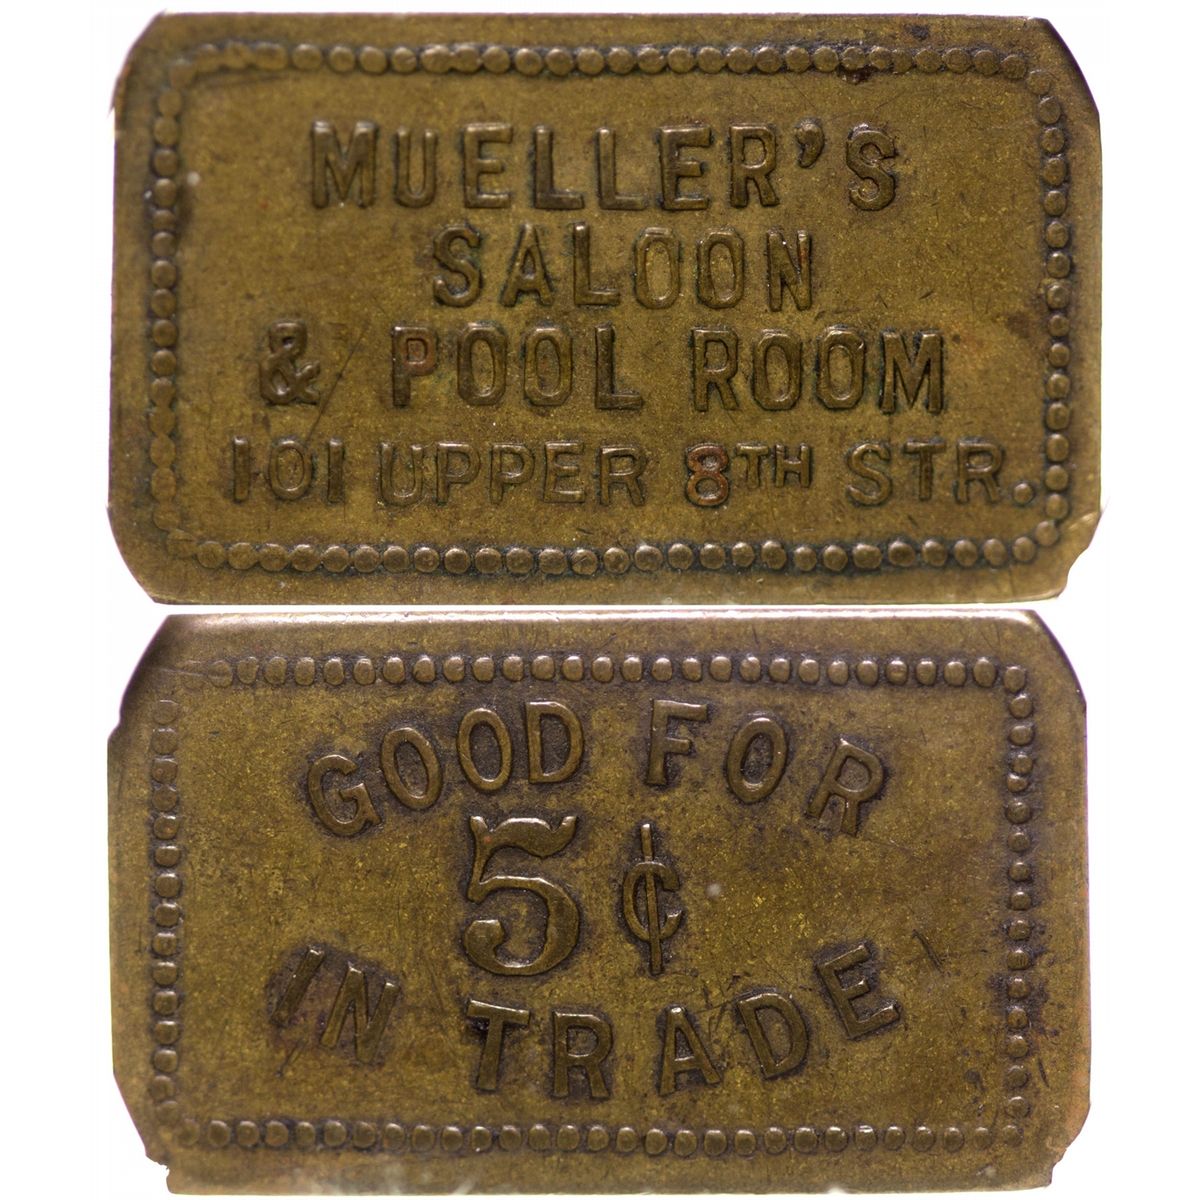 MUELLER'S
SALOON
& POOL ROOM
101 UPPER 8TH STR.
GOOD FOR
5¢
IN TRADE